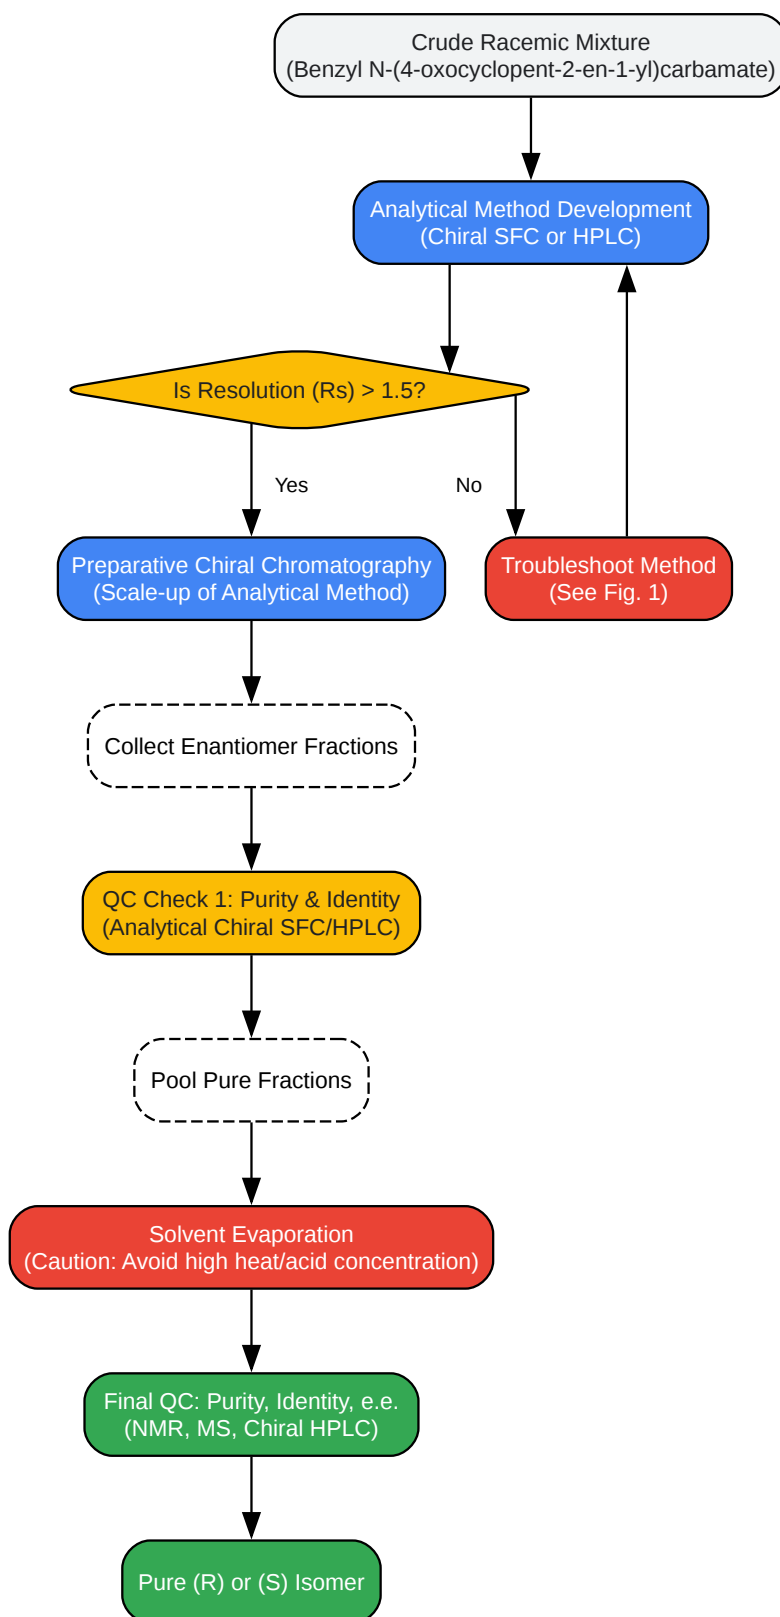 Crude Racemic Mixture
(Benzyl N-(4-oxocyclopent-2-en-1-yl)carbamate)
Analytical Method Development
(Chiral SFC or HPLC)
Is Resolution (Rs) > 1.5?
Yes
No
Preparative Chiral Chromatography
(Scale-up of Analytical Method)
Troubleshoot Method
(See Fig. 1)
Collect Enantiomer Fractions
QC Check 1: Purity & Identity
(Analytical Chiral SFC/HPLC)
Pool Pure Fractions
Solvent Evaporation
(Caution: Avoid high heat/acid concentration)
Final QC: Purity, Identity, e.e.
(NMR, MS, Chiral HPLC)
Pure (R) or (S) Isomer